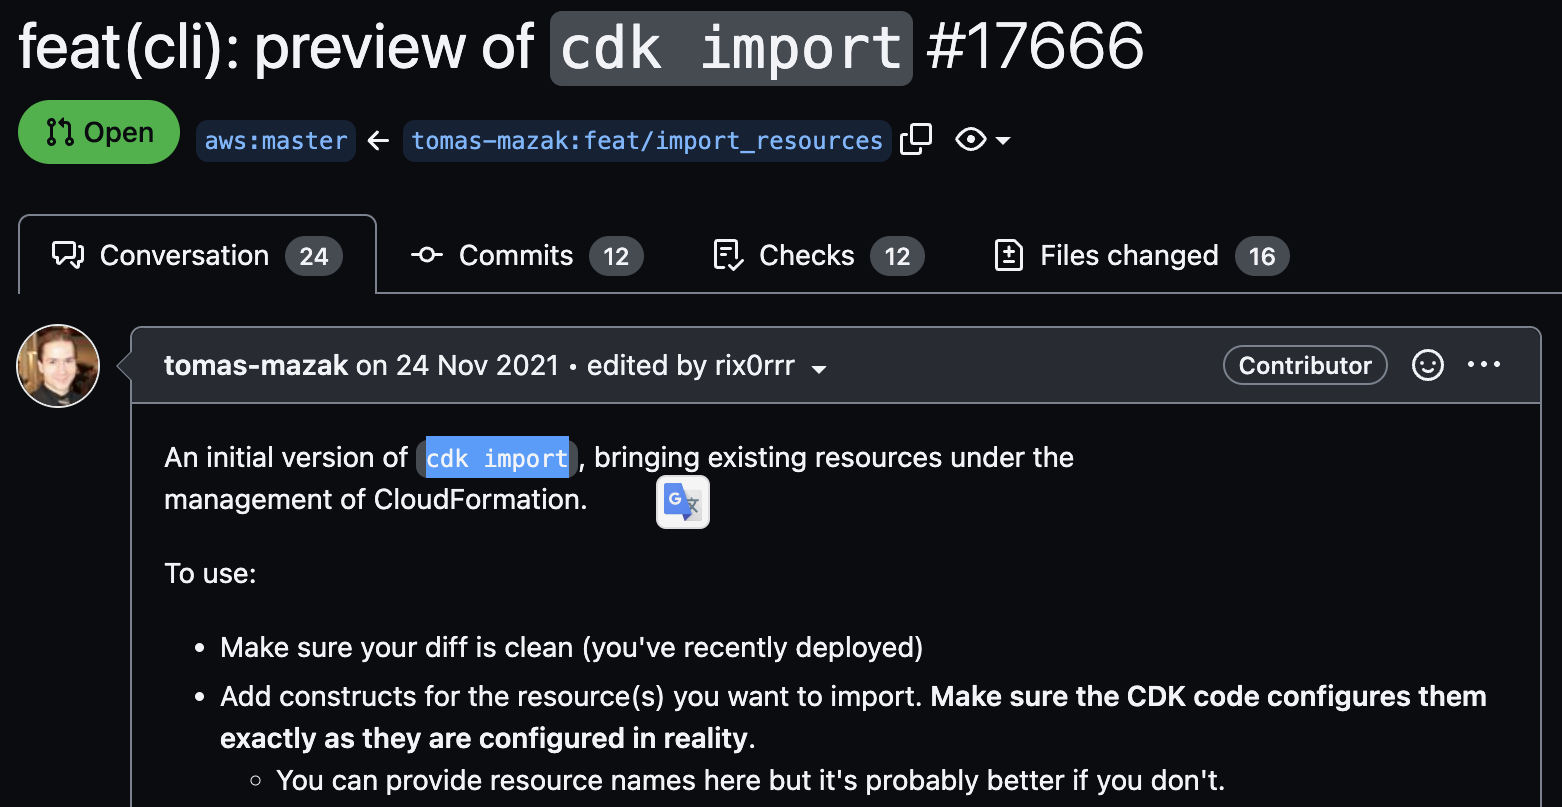 feat(cli): preview of cdk import #17666
Open aws:master ← tomas-mazak:feat/import_resources
Conversation 24 Commits 12 Checks 12 Files changed 16
tomas-mazak on 24 Nov 2021 • edited by rix0rrr Contributor
An initial version of cdk import, bringing existing resources under the
management of CloudFormation.
G 文
To use:
• Make sure your diff is clean (you've recently deployed)
• Add constructs for the resource(s) you want to import. Make sure the CDK code configures them
exactly as they are configured in reality.
◦ You can provide resource names here but it's probably better if you don't.